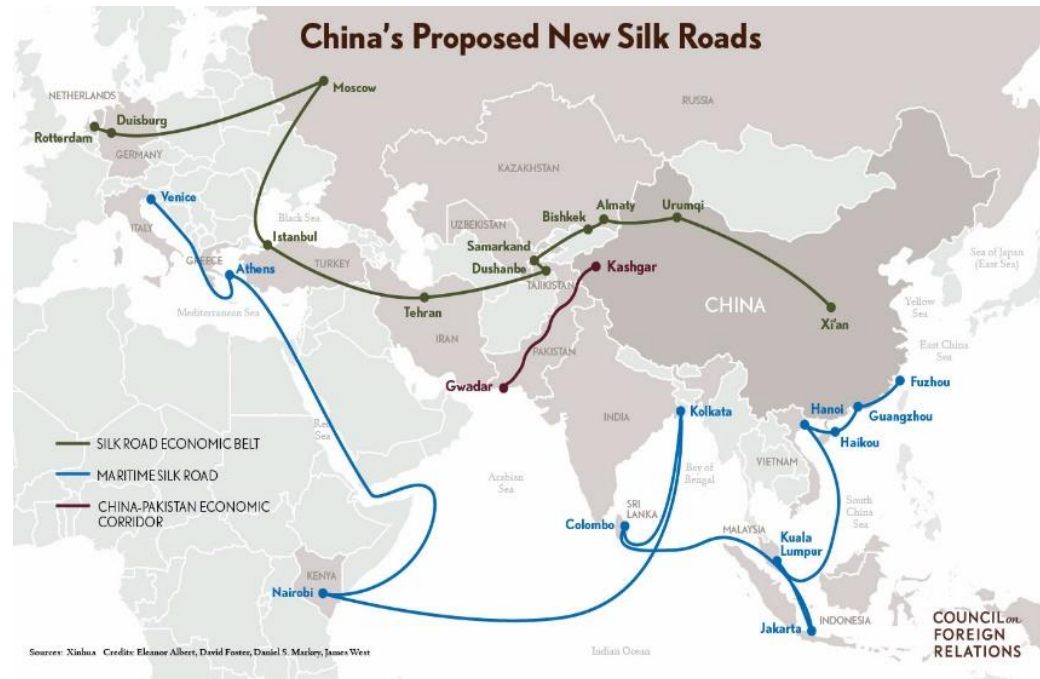 China's Proposed New Silk Roads
NETHERLANDS
Moscow
RUSSIA
Duisburg
Rotterdam
GERMANY
KAZAKHSTAN
Venice
Almaty
Urumqi
Bishkek
ITALY
Black Sea
UZBEKISTAN
Istanbul
Samarkand
Sea of Japan
(East Sea)
GREECE
Athens
TURKEY
Dushanbe
Kashgar
TAJIKISTAN
CHINA
Yellow
Sea
Mediterranean Sea
Tehran
Xi'an
IRAN
PAKISTAN
East China
Sea
Gwadar
Fuzhou
Kolkata
Hanoi
Guangzhou
INDIA
Haikou
Red
Sea
SILK ROAD ECONOMIC BELT
MARITIME SILK ROAD
CHINA-PAKISTAN ECONOMIC
CORRIDOR
Arabian
Sea
Bay of
Bengal
VIETNAM
SRI
LANKA
South
China
Sea
Colombo
MALAYSIA
Kuala
Lumpur
KENYA
Nairobi
Jakarta
INDONESIA
COUNCIL on
FOREIGN
RELATIONS
Sources: Xinhua Credits: Eleanor Albert, David Foster, Daniel S. Markey, James West
Indian Ocean